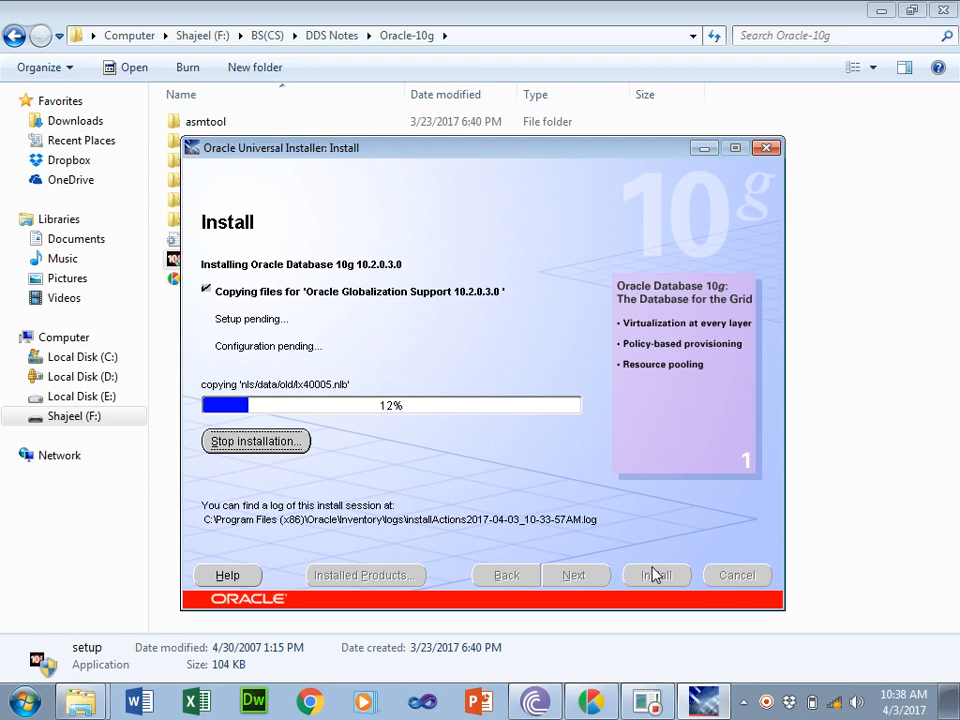 Computer Shajeel (F:) BS(CS) DDS Notes Oracle-10g
Search Oracle-10g
Organize Open Burn New folder
Name Date modified Type Size
Favorites
Downloads
Recent Places
Dropbox
OneDrive
Libraries
Documents
Music
Pictures
Videos
Computer
Local Disk (C:)
Local Disk (D:)
Local Disk (E:)
Shajeel (F:)
Network
asmtool 3/23/2017 6:40 PM File folder
Oracle Universal Installer: Install
10g
Install
Installing Oracle Database 10g 10.2.0.3.0
Copying files for 'Oracle Globalization Support 10.2.0.3.0 '
Setup pending...
Configuration pending...
copying 'nls/data/old/lx40005.nlb'
12%
Stop installation...
Oracle Database 10g:
The Database for the Grid
• Virtualization at every layer
• Policy-based provisioning
• Resource pooling
1
You can find a log of this install session at:
C:\Program Files (x86)\Oracle\Inventory\logs\installActions2017-04-03_10-33-57AM.log
Help Installed Products... Back Next Install Cancel
ORACLE
setup Date modified: 4/30/2007 1:15 PM Date created: 3/23/2017 6:40 PM
Application Size: 104 KB
Dw
10:38 AM
4/3/2017